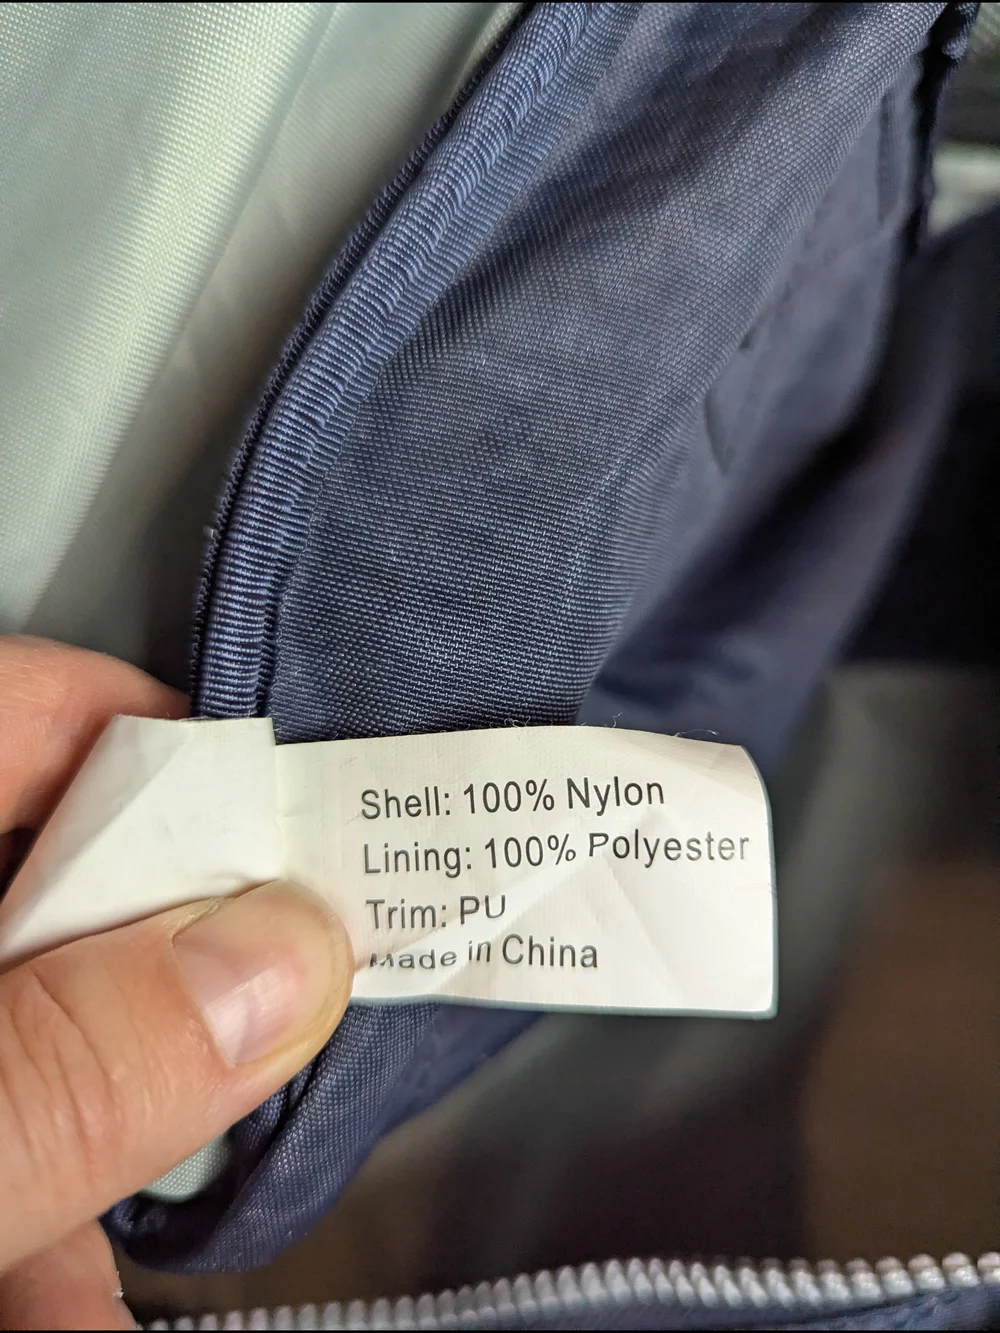 Shell: 100% Nylon
Lining: 100% Polyester
Trim: PU
Made in China